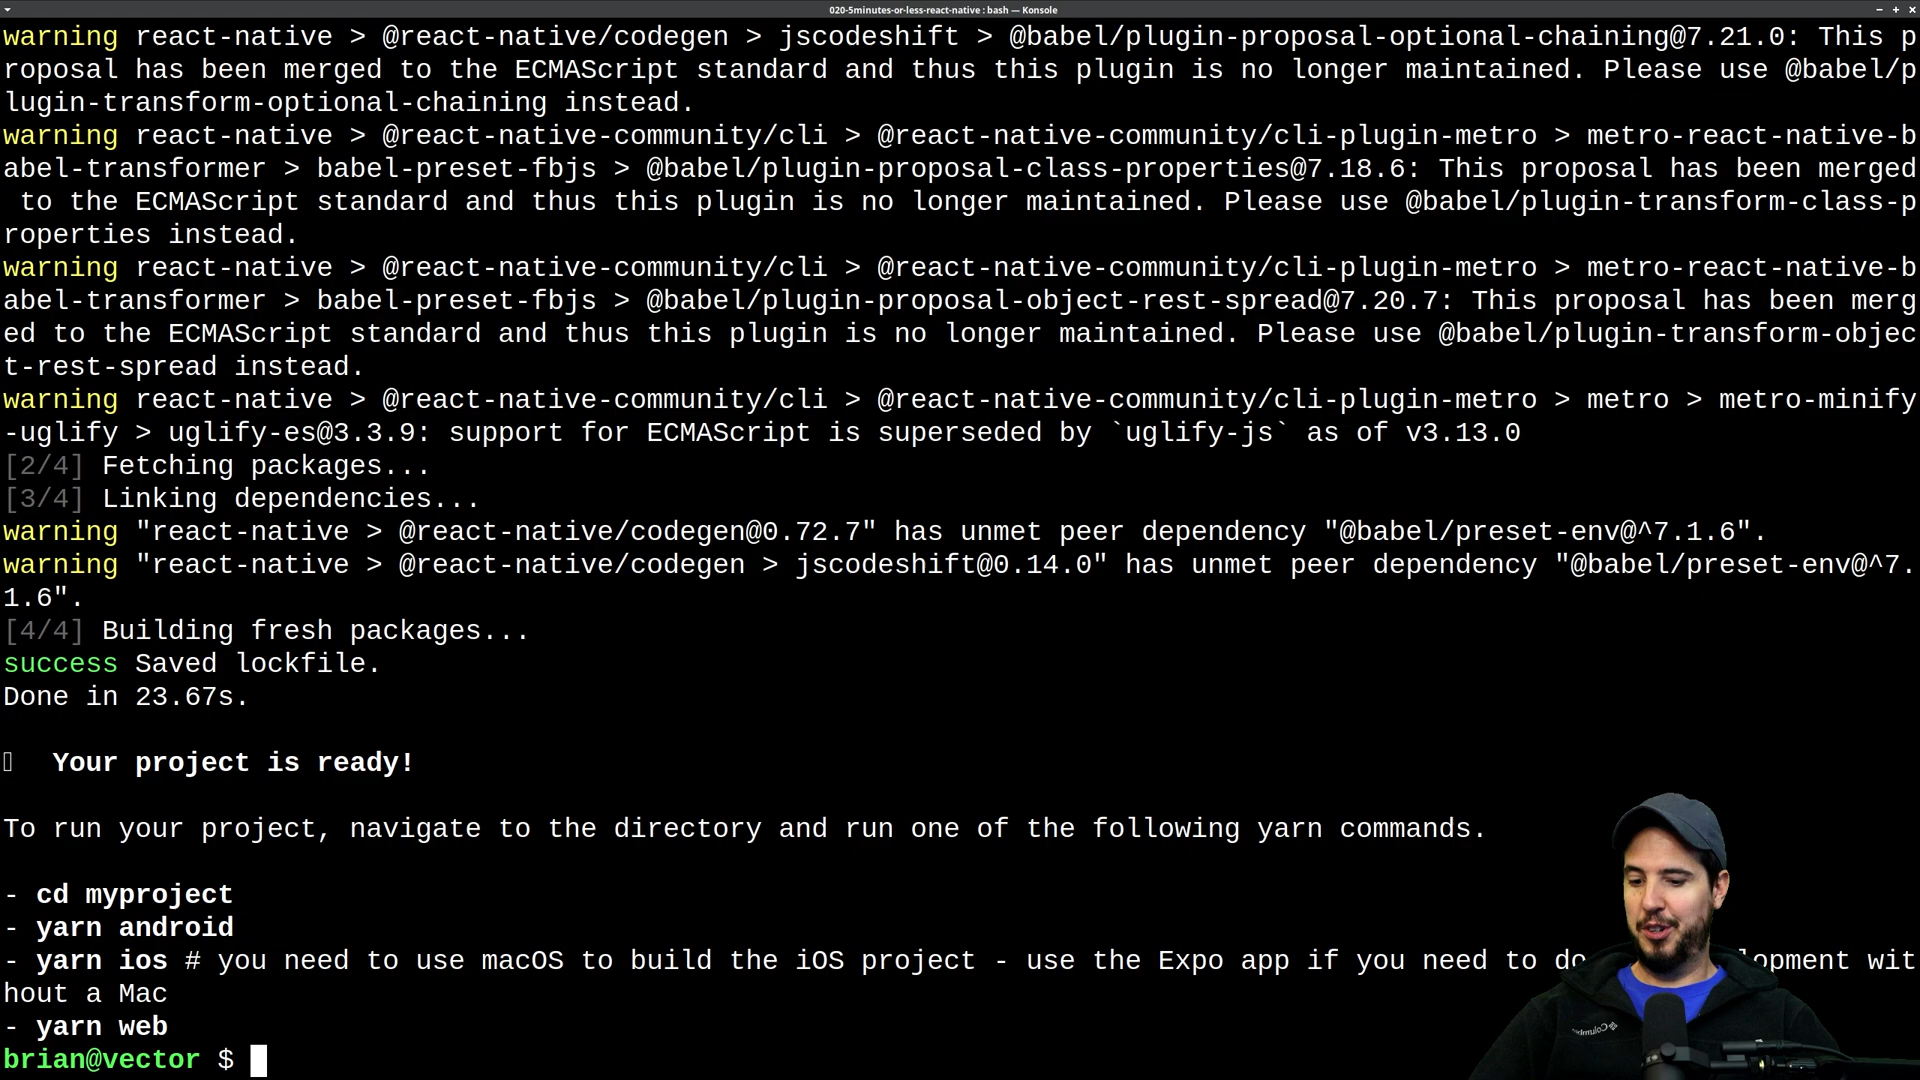 020-5minutes-or-less-react-native : bash — Konsole
warning react-native > @react-native/codegen > jscodeshift > @babel/plugin-proposal-optional-chaining@7.21.0: This p
roposal has been merged to the ECMAScript standard and thus this plugin is no longer maintained. Please use @babel/p
lugin-transform-optional-chaining instead.
warning react-native > @react-native-community/cli > @react-native-community/cli-plugin-metro > metro-react-native-b
abel-transformer > babel-preset-fbjs > @babel/plugin-proposal-class-properties@7.18.6: This proposal has been merged
to the ECMAScript standard and thus this plugin is no longer maintained. Please use @babel/plugin-transform-class-p
roperties instead.
warning react-native > @react-native-community/cli > @react-native-community/cli-plugin-metro > metro-react-native-b
abel-transformer > babel-preset-fbjs > @babel/plugin-proposal-object-rest-spread@7.20.7: This proposal has been merg
ed to the ECMAScript standard and thus this plugin is no longer maintained. Please use @babel/plugin-transform-objec
t-rest-spread instead.
warning react-native > @react-native-community/cli > @react-native-community/cli-plugin-metro > metro > metro-minify
-uglify > uglify-es@3.3.9: support for ECMAScript is superseded by `uglify-js` as of v3.13.0
[2/4] Fetching packages...
[3/4] Linking dependencies...
warning "react-native > @react-native/codegen@0.72.7" has unmet peer dependency "@babel/preset-env@^7.1.6".
warning "react-native > @react-native/codegen > jscodeshift@0.14.0" has unmet peer dependency "@babel/preset-env@^7.
1.6".
[4/4] Building fresh packages...
success Saved lockfile.
Done in 23.67s.
Your project is ready!
To run your project, navigate to the directory and run one of the following yarn commands.
- cd myproject
- yarn android
- yarn ios # you need to use macOS to build the iOS project - use the Expo app if you need to do lopment wit
hout a Mac
- yarn web
brian@vector $
Columbia